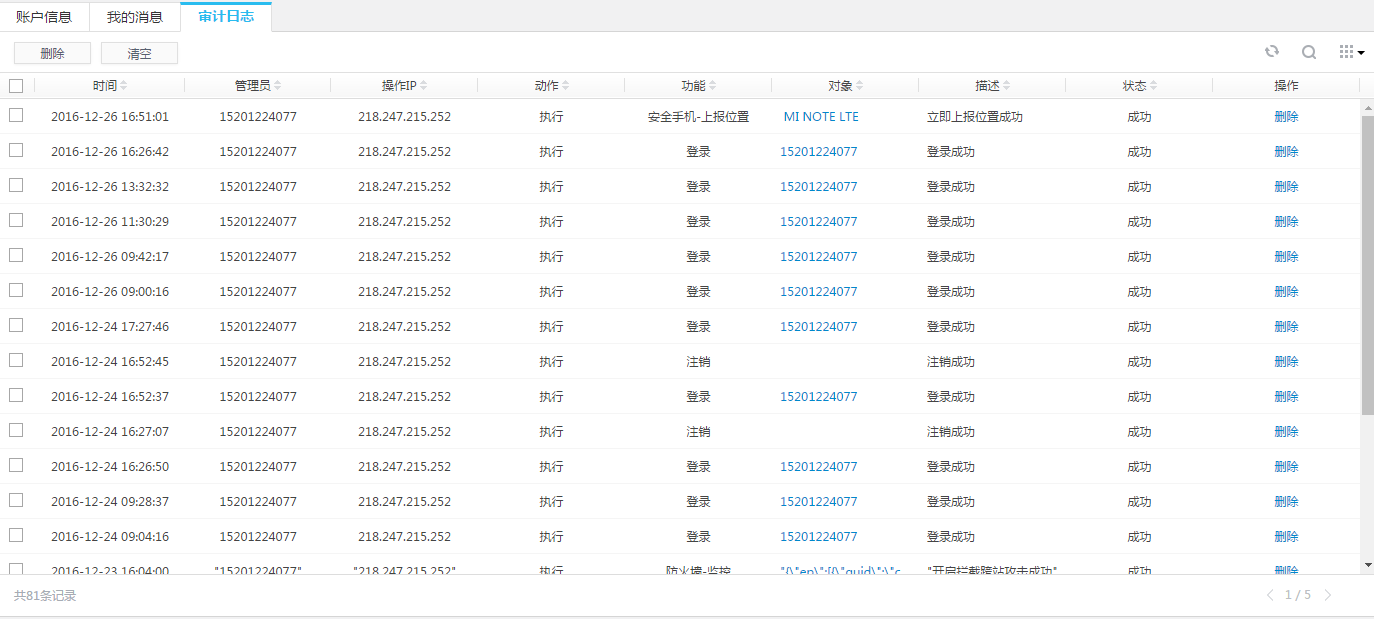 账户信息 我的消息 审计日志
删除 清空
时间 管理员 操作IP 动作 功能 对象 描述 状态 操作
2016-12-26 16:51:01 15201224077 218.247.215.252 执行 安全手机-上报位置 MI NOTE LTE 立即上报位置成功 成功 删除
2016-12-26 16:26:42 15201224077 218.247.215.252 执行 登录 15201224077 登录成功 成功 删除
2016-12-26 13:32:32 15201224077 218.247.215.252 执行 登录 15201224077 登录成功 成功 删除
2016-12-26 11:30:29 15201224077 218.247.215.252 执行 登录 15201224077 登录成功 成功 删除
2016-12-26 09:42:17 15201224077 218.247.215.252 执行 登录 15201224077 登录成功 成功 删除
2016-12-26 09:00:16 15201224077 218.247.215.252 执行 登录 15201224077 登录成功 成功 删除
2016-12-24 17:27:46 15201224077 218.247.215.252 执行 登录 15201224077 登录成功 成功 删除
2016-12-24 16:52:45 15201224077 218.247.215.252 执行 注销 注销成功 成功 删除
2016-12-24 16:52:37 15201224077 218.247.215.252 执行 登录 15201224077 登录成功 成功 删除
2016-12-24 16:27:07 15201224077 218.247.215.252 执行 注销 注销成功 成功 删除
2016-12-24 16:26:50 15201224077 218.247.215.252 执行 登录 15201224077 登录成功 成功 删除
2016-12-24 09:28:37 15201224077 218.247.215.252 执行 登录 15201224077 登录成功 成功 删除
2016-12-24 09:04:16 15201224077 218.247.215.252 执行 登录 15201224077 登录成功 成功 删除
2016-12-23 16:04:00 "15201224077" "218.247.215.252" 执行 防火墙-监控 "{\"en\":[{\"guid\":\"c "开启拦截跨站攻击成功" 成功 删除
共81条记录 1 / 5